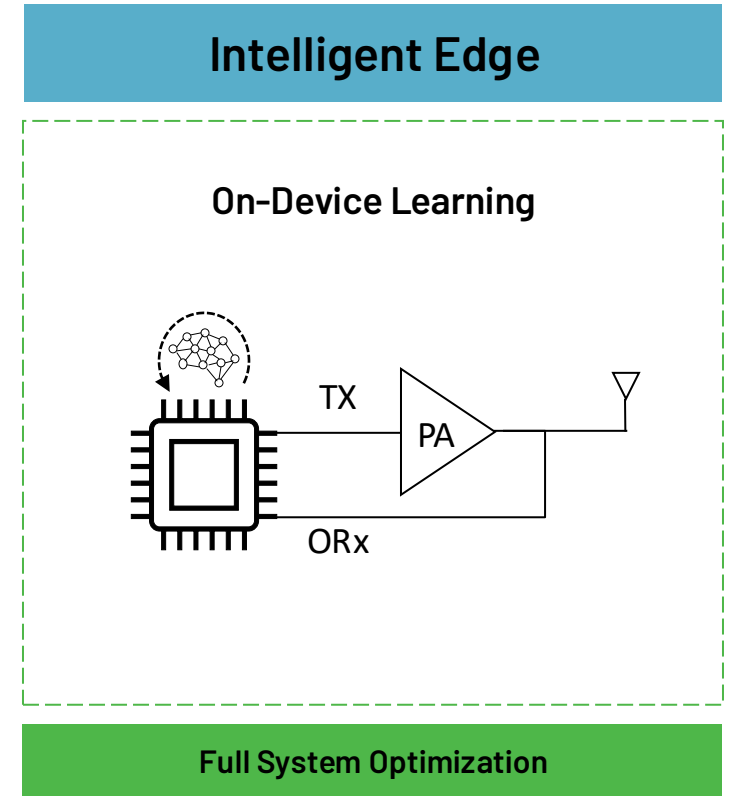 Intelligent Edge
On-Device Learning
TX
PA
ORx
Full System Optimization